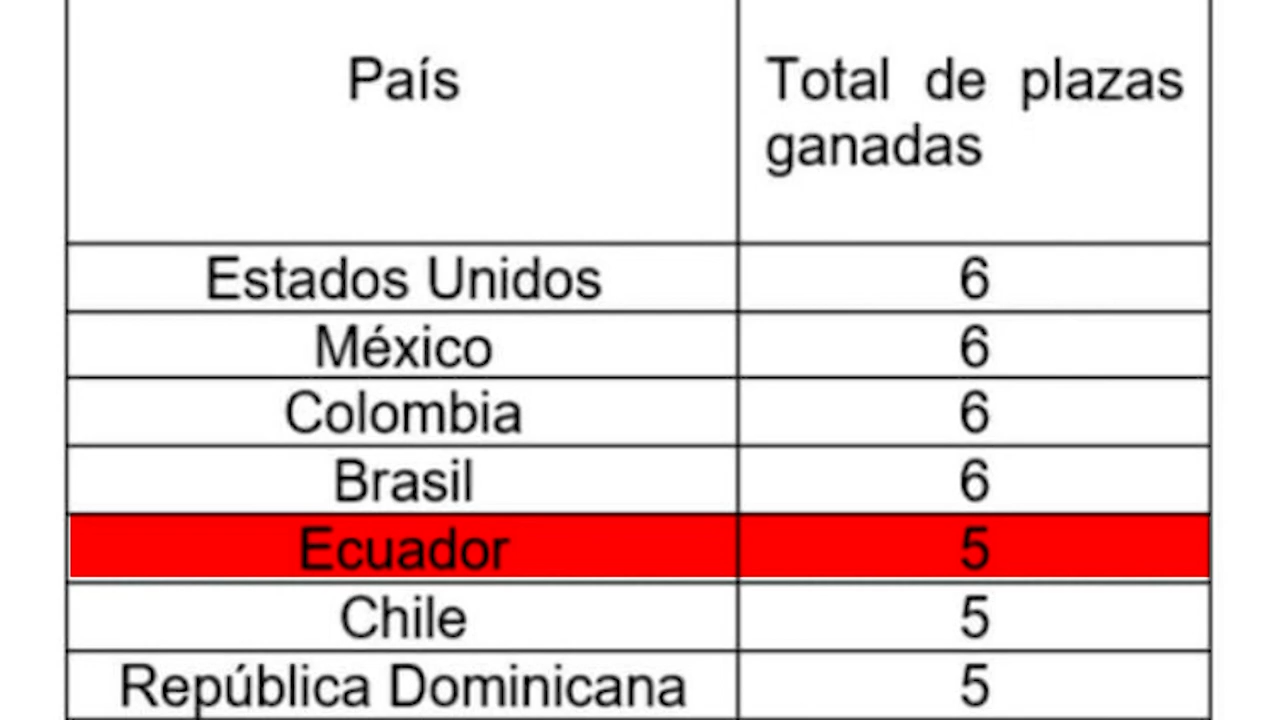 País
Total de plazas
ganadas
Estados Unidos 6
México 6
Colombia 6
Brasil 6
Ecuador 5
Chile 5
República Dominicana 5